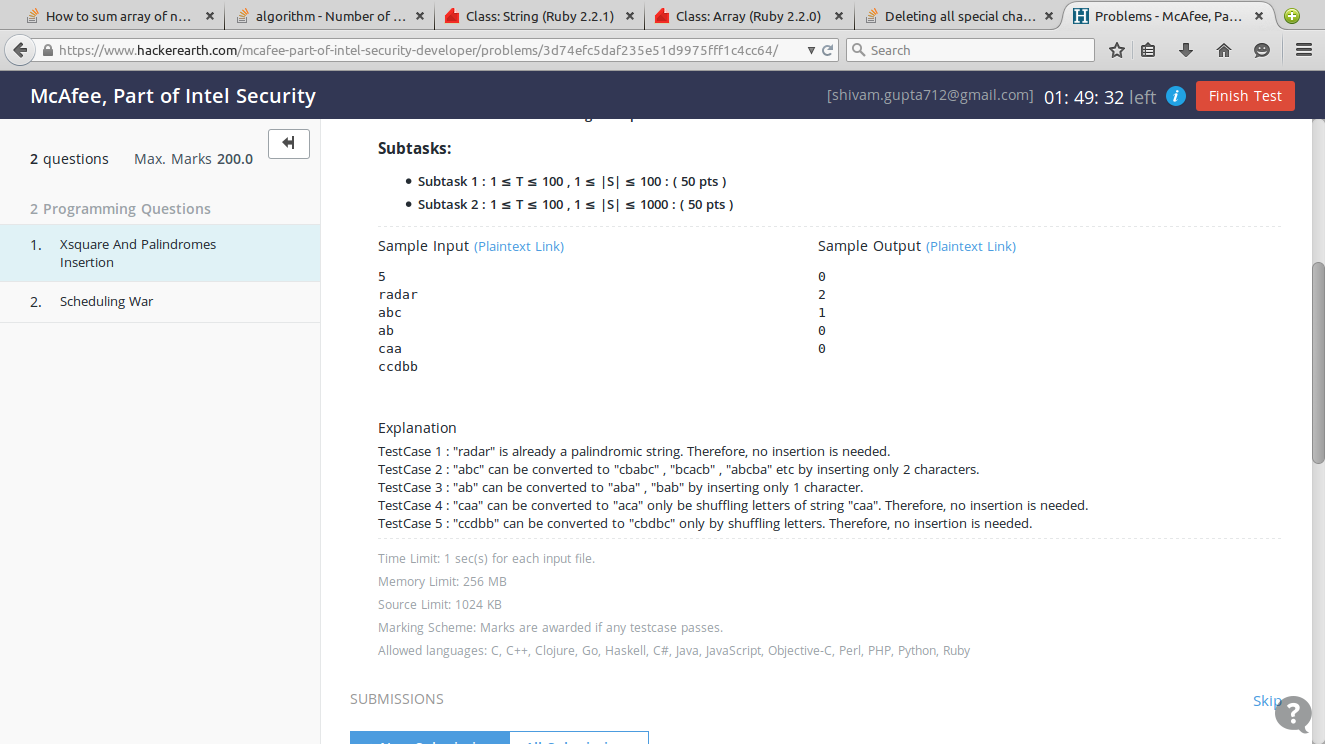 How to sum array of n...
algorithm - Number of ...
Class: String (Ruby 2.2.1)
Class: Array (Ruby 2.2.0)
Deleting all special cha...
Problems - McAfee, Pa...
https://www.hackerearth.com/mcafee-part-of-intel-security-developer/problems/3d74efc5daf235e51d9975fff1c4cc64/
Search
McAfee, Part of Intel Security
[shivam.gupta712@gmail.com] 01: 49: 32 left i Finish Test
2 questions Max. Marks 200.0
2 Programming Questions
1. Xsquare And Palindromes
Insertion
2. Scheduling War
Subtasks:
• Subtask 1 : 1 ≤ T ≤ 100 , 1 ≤ |S| ≤ 100 : ( 50 pts )
• Subtask 2 : 1 ≤ T ≤ 100 , 1 ≤ |S| ≤ 1000 : ( 50 pts )
Sample Input (Plaintext Link)
5
radar
abc
ab
caa
ccdbb
Sample Output (Plaintext Link)
0
2
1
0
0
Explanation
TestCase 1 : "radar" is already a palindromic string. Therefore, no insertion is needed.
TestCase 2 : "abc" can be converted to "cbabc" , "bcacb" , "abcba" etc by inserting only 2 characters.
TestCase 3 : "ab" can be converted to "aba" , "bab" by inserting only 1 character.
TestCase 4 : "caa" can be converted to "aca" only be shuffling letters of string "caa". Therefore, no insertion is needed.
TestCase 5 : "ccdbb" can be converted to "cbdbc" only by shuffling letters. Therefore, no insertion is needed.
Time Limit: 1 sec(s) for each input file.
Memory Limit: 256 MB
Source Limit: 1024 KB
Marking Scheme: Marks are awarded if any testcase passes.
Allowed languages: C, C++, Clojure, Go, Haskell, C#, Java, JavaScript, Objective-C, Perl, PHP, Python, Ruby
SUBMISSIONS
Skip
?